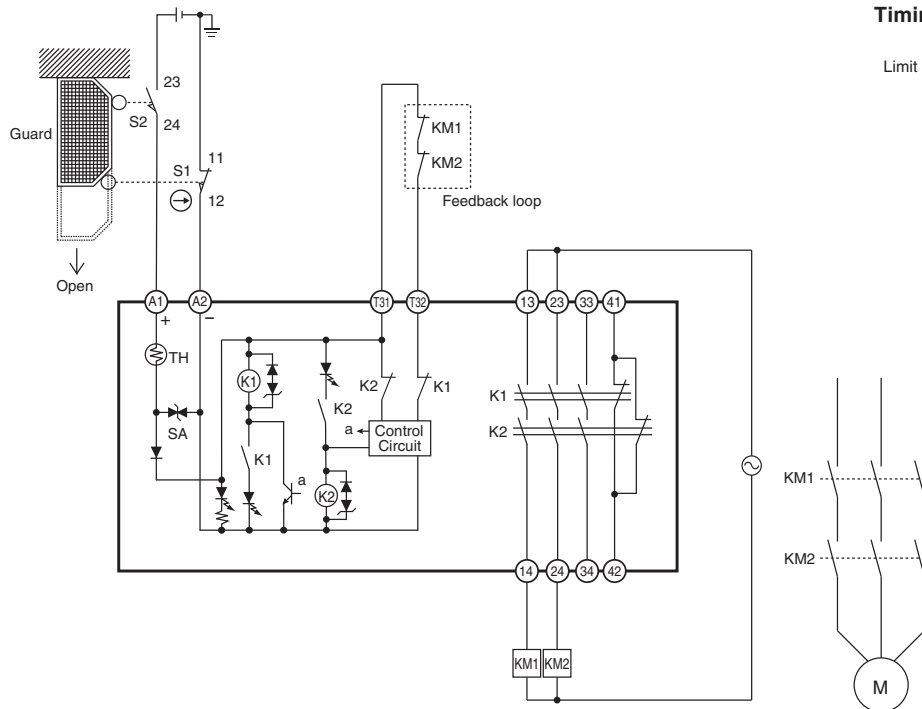 Timin
Limit
23
S2
24
Guard
11
S1
12
KM1
KM2
Feedback loop
Open
A1
A2
T31
T32
13
23
33
41
+
−
TH
K1
K2
K1
K2
K1
SA
K2
a
Control
Circuit
K1
a
K2
K2
KM1
KM2
14
24
34
42
KM1
KM2
M